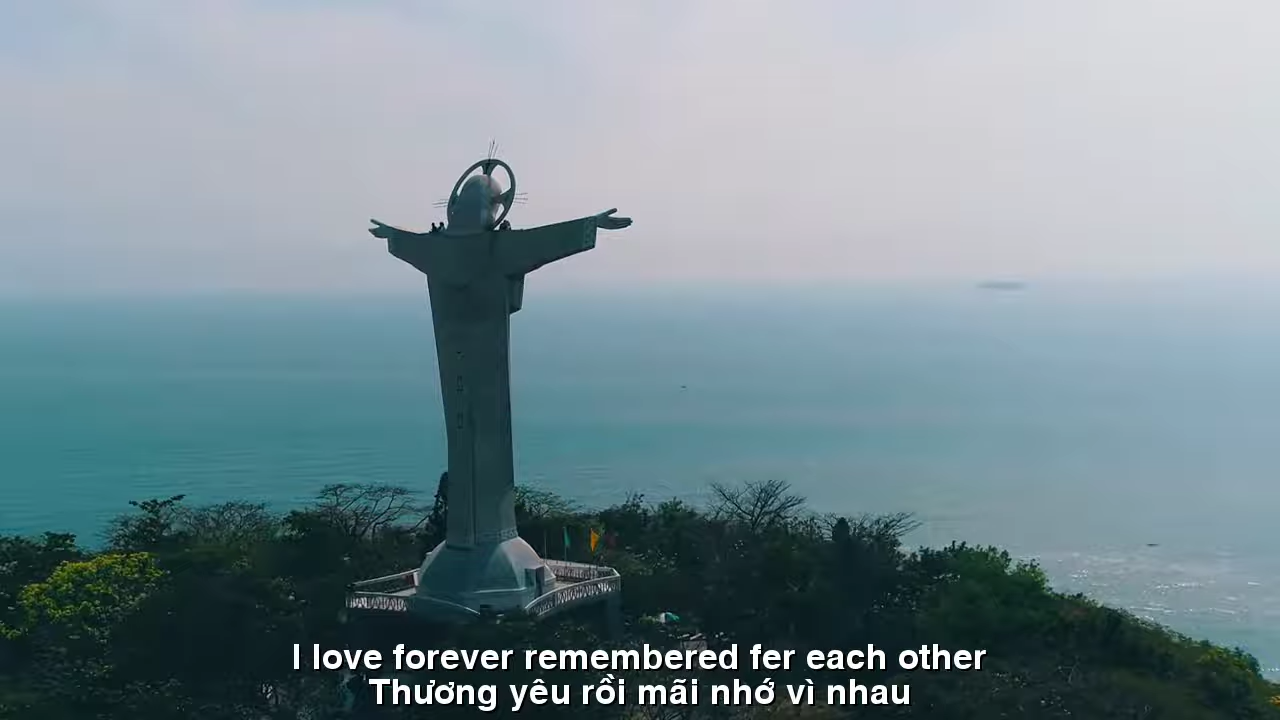 I love forever remembered fer each other
Thương yêu rồi mãi nhớ vì nhau